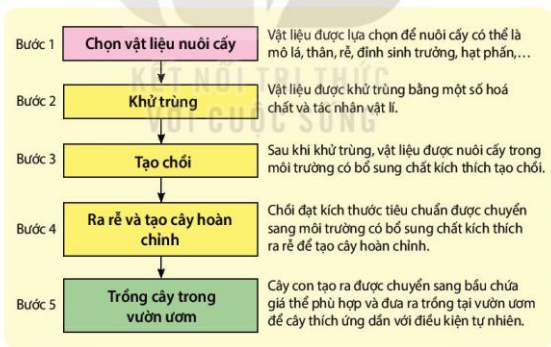 Bước 1
Chọn vật liệu nuôi cấy
Vật liệu được lựa chọn để nuôi cấy có thể là
mô lá, thân, rễ, đỉnh sinh trưởng, hạt phấn,...
KẾT NỐI TRI THỨC
VỚI CUỘC SỐNG
Bước 2
Khử trùng
Vật liệu được khử trùng bằng một số hoá
chất và tác nhân vật lí.
Bước 3
Tạo chồi
Sau khi khử trùng, vật liệu được nuôi cấy trong
môi trường có bổ sung chất kích thích tạo chồi.
Bước 4
Ra rễ và tạo cây hoàn
chỉnh
Chồi đạt kích thước tiêu chuẩn được chuyển
sang môi trường có bổ sung chất kích thích
ra rễ để tạo cây hoàn chỉnh.
Bước 5
Trồng cây trong
vườn ươm
Cây con tạo ra được chuyển sang bầu chứa
giá thể phù hợp và đưa ra trồng tại vườn ươm
để cây thích ứng dần với điều kiện tự nhiên.